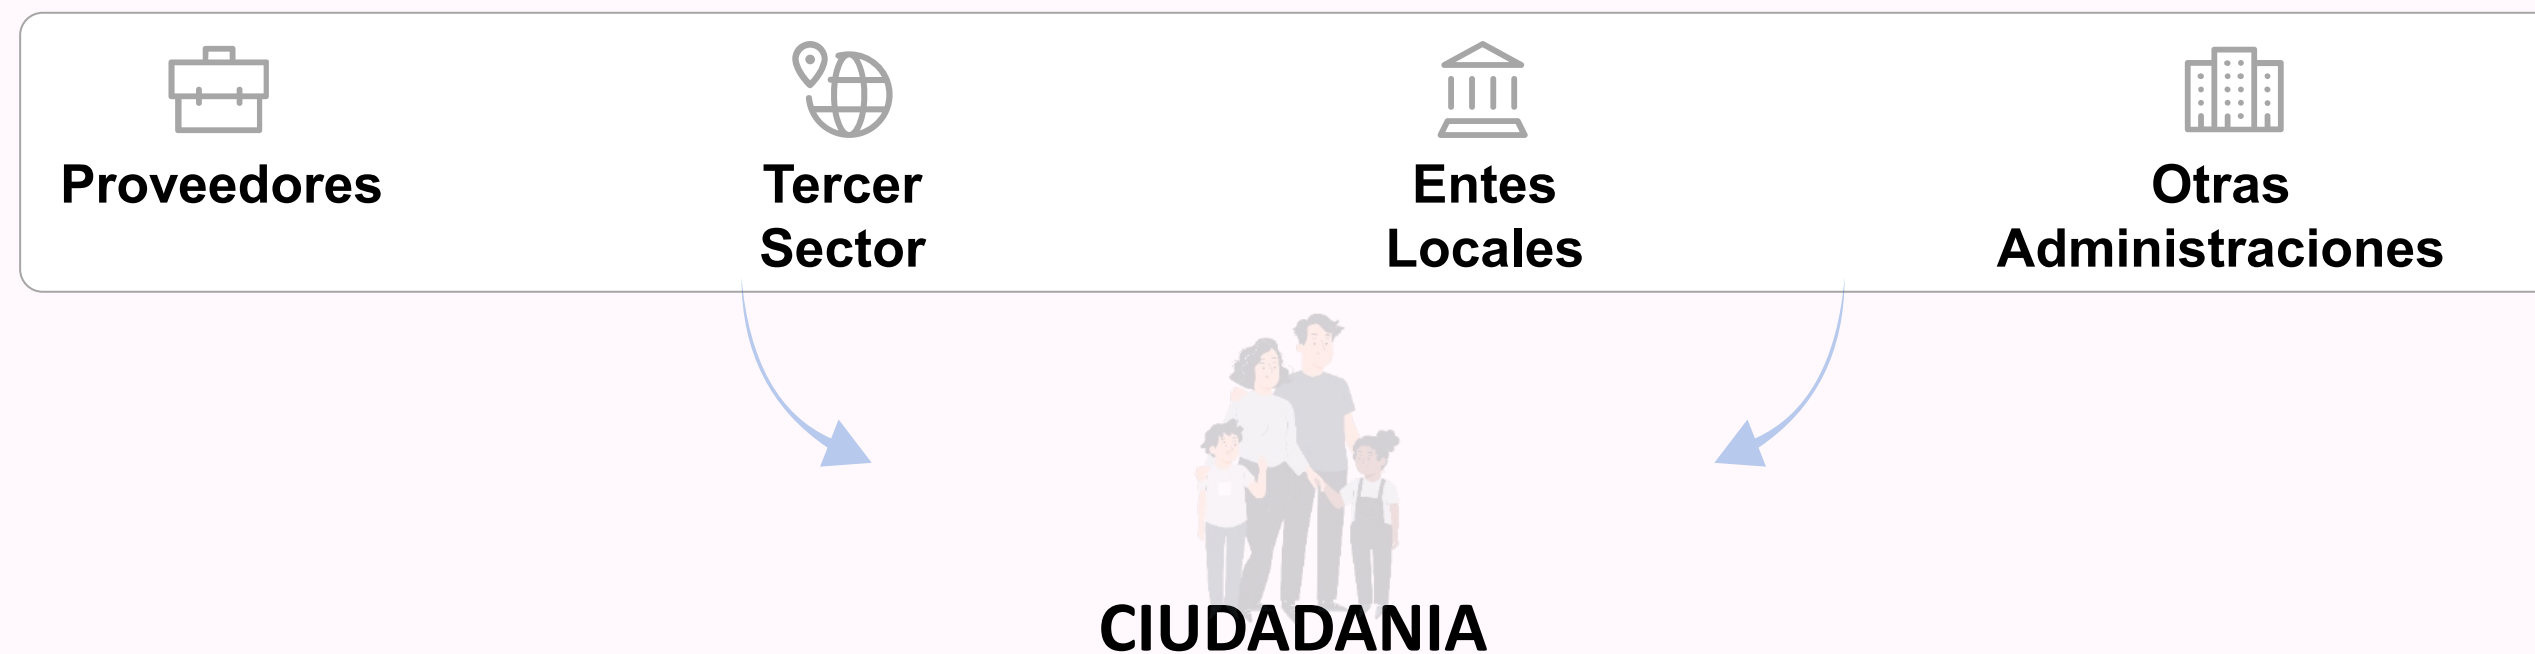 Proveedores
Tercer
Sector
Entes
Locales
Otras
Administraciones
CIUDADANIA